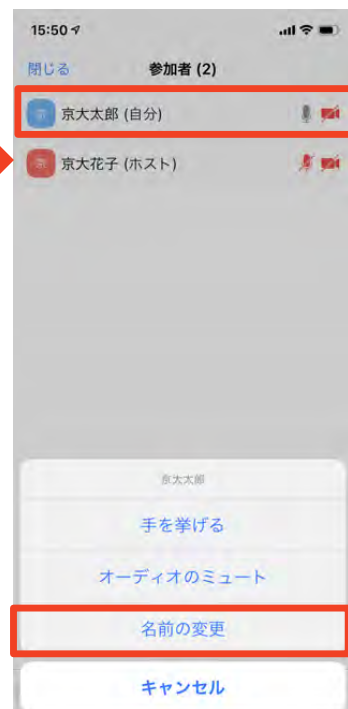 15:50
閉じる 参加者 (2)
京 京大太郎 (自分)
京 京大花子 (ホスト)
京大太郎
手を挙げる
オーディオのミュート
名前の変更
キャンセル